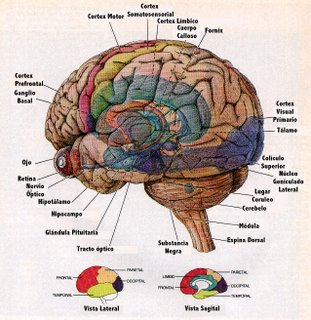 Cortex
Somatosensorial
Cortex Motor
Cortex Límbico
Cuerpo
Calloso
Fornix
Cortex
Prefrontal
Ganglio
Basal
Cortex
Visual
Primario
Tálamo
Ojo
Retina
Nervio
Óptico
Hipotálamo
Hipocampo
Glándula Pituitaria
Tracto óptico
Colículo
Superior
Núcleo
Geniculado
Lateral
Lugar
Ceruleo
Cerebelo
Médula
Espina Dorsal
Substancia
Negra
PARIETAL
FRONTAL
OCCIPITAL
TEMPORAL
Vista Lateral
LIMBIC
PARIETAL
FRONTAL
OCCIPITAL
TEMPORAL
Vista Sagital